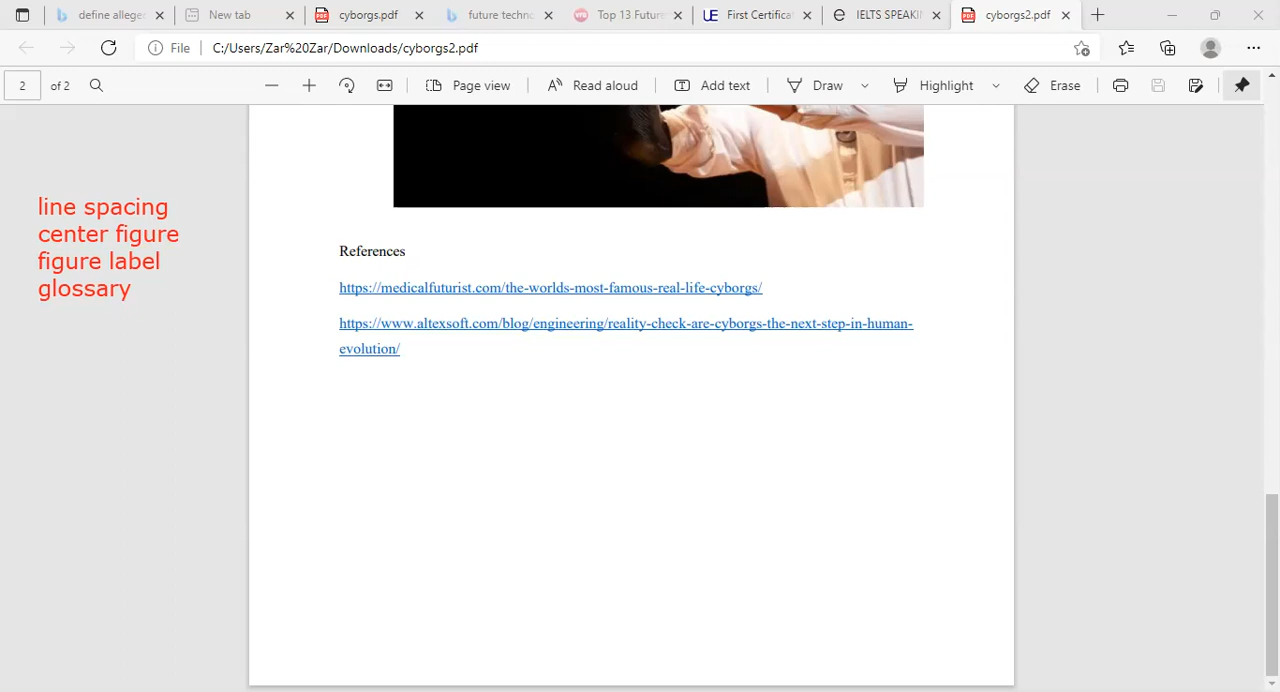 define alleged
New tab
cyborgs.pdf
future techno
Top 13 Future
UE First Certificat
IELTS SPEAKI
cyborgs2.pdf
File C:/Users/Zar%20Zar/Downloads/cyborgs2.pdf
2 of 2 Page view Read aloud Add text Draw Highlight Erase
line spacing
center figure
figure label
glossary
References
https://medicalfuturist.com/the-worlds-most-famous-real-life-cyborgs/
https://www.altexsoft.com/blog/engineering/reality-check-are-cyborgs-the-next-step-in-human-
evolution/